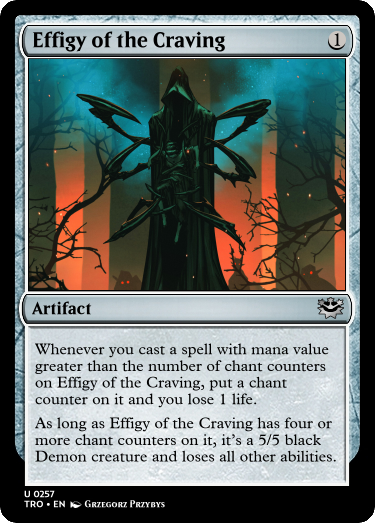 Effigy of the Craving
1
Artifact
Whenever you cast a spell with mana value
greater than the number of chant counters
on Effigy of the Craving, put a chant
counter on it and you lose 1 life.
As long as Effigy of the Craving has four or
more chant counters on it, it's a 5/5 black
Demon creature and loses all other abilities.
U 0257
TRO • EN Grzegorz Przybys